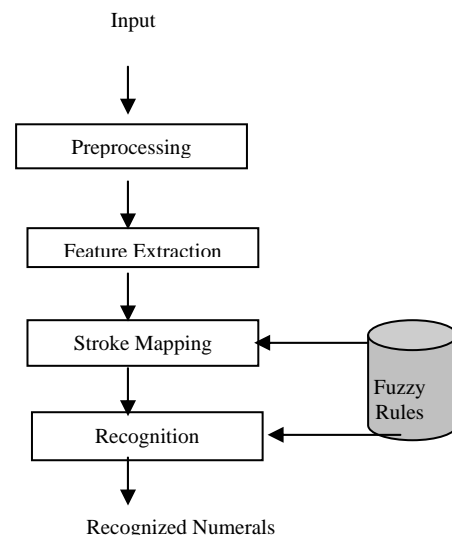 Input
Preprocessing
Feature Extraction
Stroke Mapping
Fuzzy
Rules
Recognition
Recognized Numerals